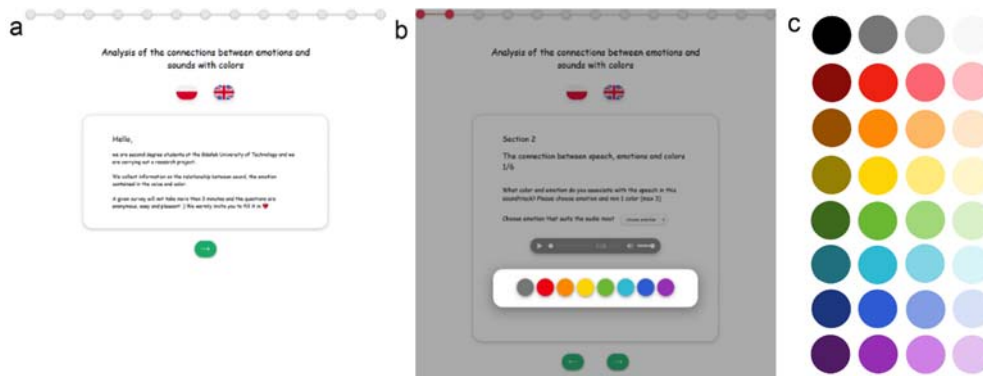 a
Analysis of the connections between emotions and
sounds with colors
Hello,
we are second degree students at the Gdańsk University of Technology and we
are carrying out a research project.
We collect information on the relationship between sound, the emotion
contained in the voice and color.
A given survey will not take more than 3 minutes and the questions are
anonymous, easy and pleasant :) We warmly invite you to fill it in ❤
b
Analysis of the connections between emotions and
sounds with colors
Section 2
The connection between speech, emotions and colors
1/6
What color and emotion do you associate with the speech in this
soundtrack? Please choose emotion and min 1 color (max 3)
Choose emotion that suits the audio most
choose emotion
c